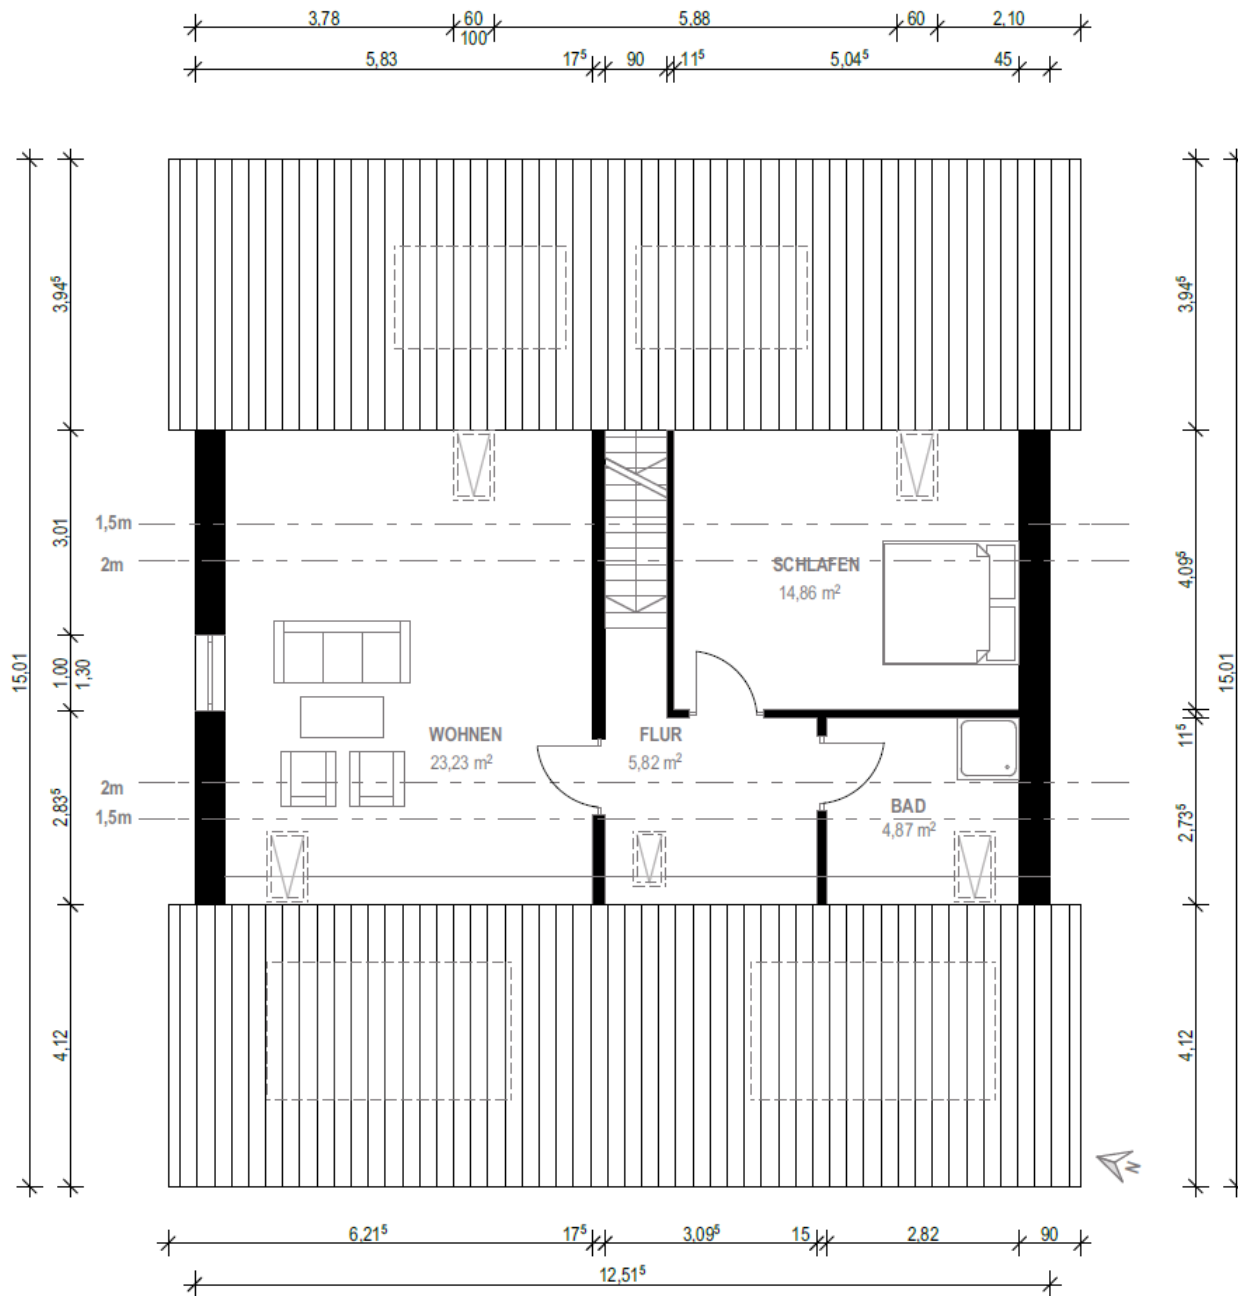 3,78 60 5,88 60 2,10
100
5,83 17⁵ 90 11⁵ 5,04⁵ 45
3,94⁵ 3,94⁵
1,5m
3,01
2m
SCHLAFEN
14,86 m²
4,09⁵
15,01 1,00 1,30 15,01
WOHNEN FLUR
23,23 m² 5,82 m²
11⁵
2m
1,5m
2,83⁵
BAD
4,87 m²
2,73⁵
4,12 4,12
N
6,21⁵ 17⁵ 3,09⁵ 15 2,82 90
12,51⁵